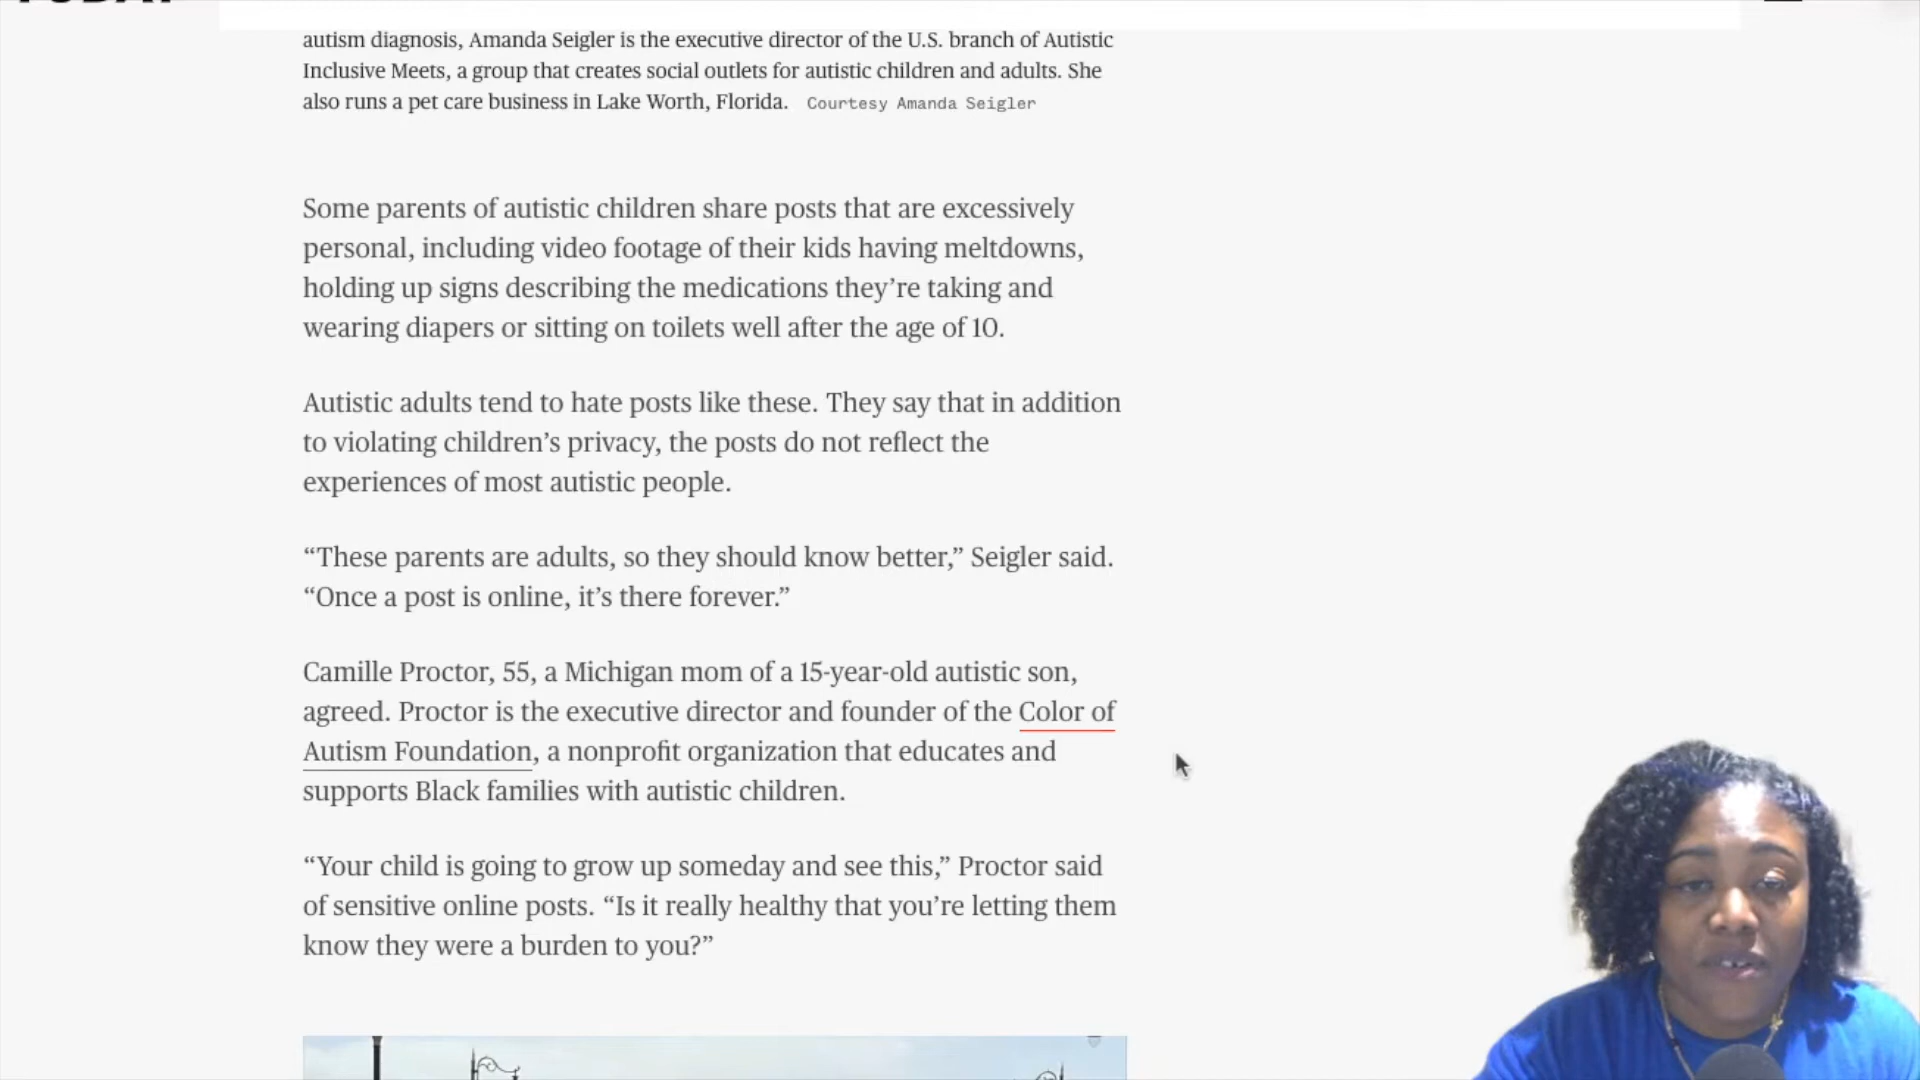 TODAY
autism diagnosis, Amanda Seigler is the executive director of the U.S. branch of Autistic
Inclusive Meets, a group that creates social outlets for autistic children and adults. She
also runs a pet care business in Lake Worth, Florida. Courtesy Amanda Seigler
Some parents of autistic children share posts that are excessively
personal, including video footage of their kids having meltdowns,
holding up signs describing the medications they’re taking and
wearing diapers or sitting on toilets well after the age of 10.
Autistic adults tend to hate posts like these. They say that in addition
to violating children’s privacy, the posts do not reflect the
experiences of most autistic people.
“These parents are adults, so they should know better,” Seigler said.
“Once a post is online, it’s there forever.”
Camille Proctor, 55, a Michigan mom of a 15-year-old autistic son,
agreed. Proctor is the executive director and founder of the Color of
Autism Foundation, a nonprofit organization that educates and
supports Black families with autistic children.
“Your child is going to grow up someday and see this,” Proctor said
of sensitive online posts. “Is it really healthy that you’re letting them
know they were a burden to you?”